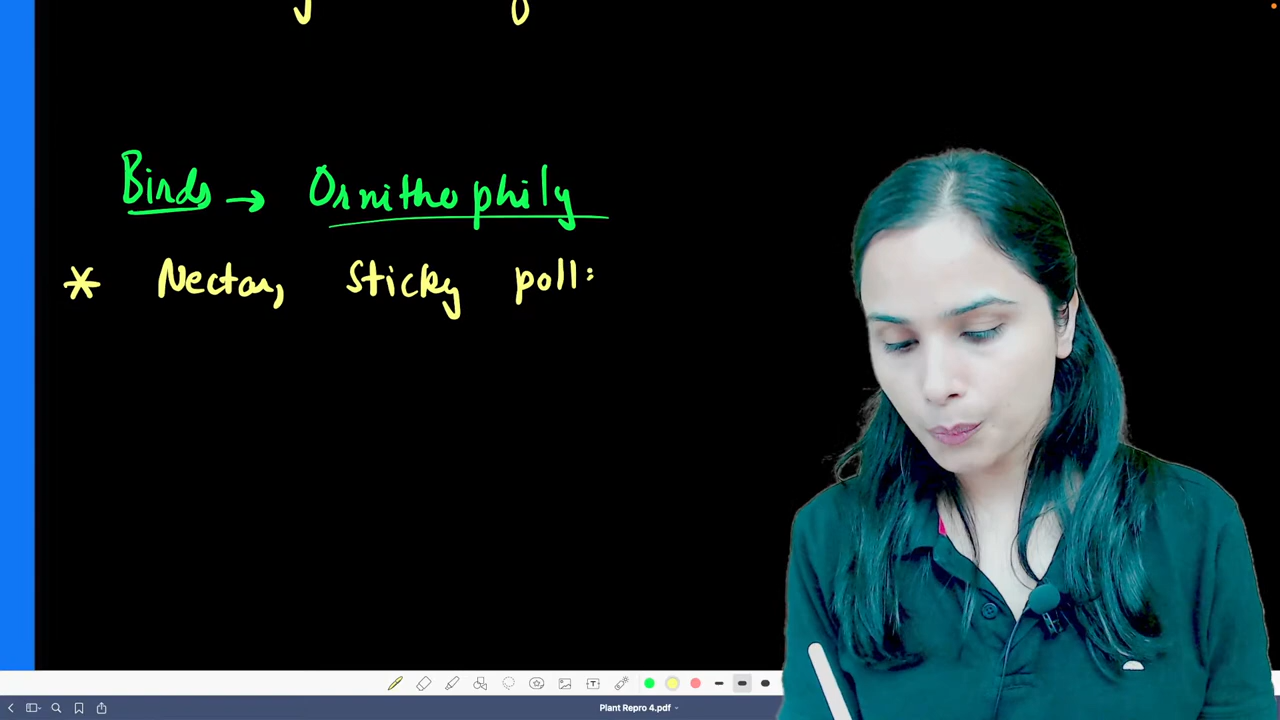 Birds → Ornithophily
* Nectar, Sticky poll:
Plant Repro 4.pdf